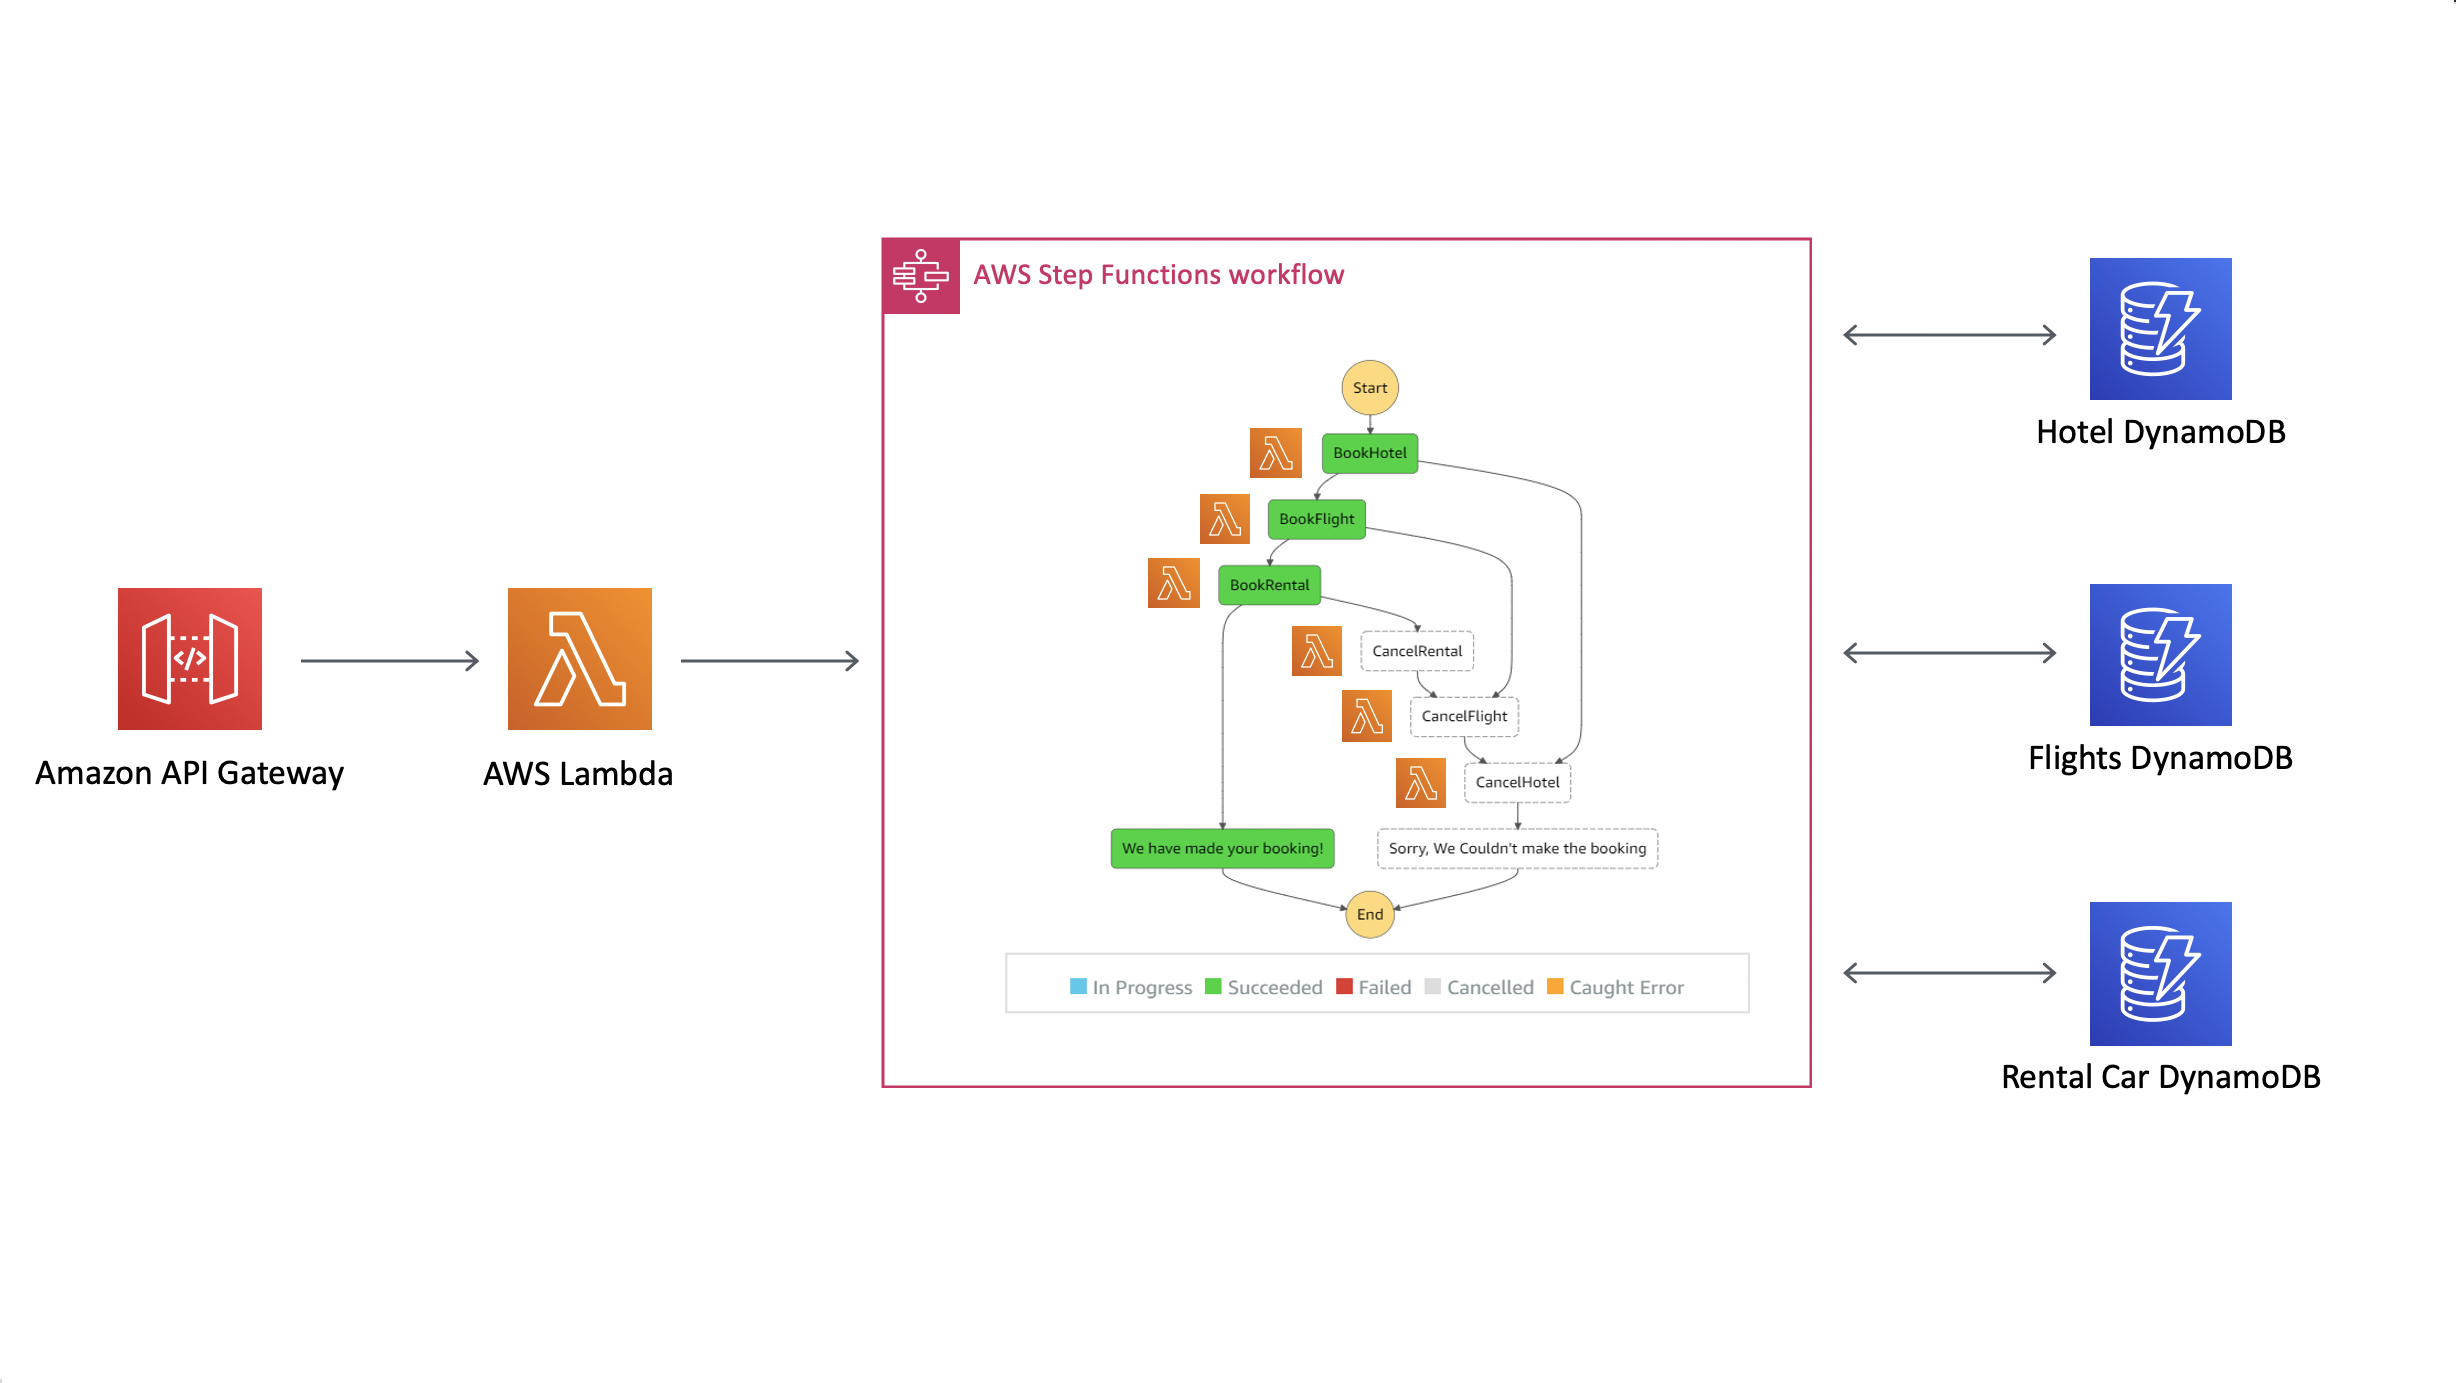 AWS Step Functions workflow
Start
BookHotel
BookFlight
BookRental
CancelRental
CancelFlight
CancelHotel
We have made your booking!
Sorry, We Couldn't make the booking
End
In Progress Succeeded Failed Cancelled Caught Error
Amazon API Gateway
AWS Lambda
Hotel DynamoDB
Flights DynamoDB
Rental Car DynamoDB